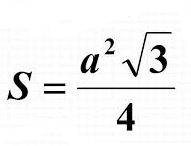 S = a²√3 / 4